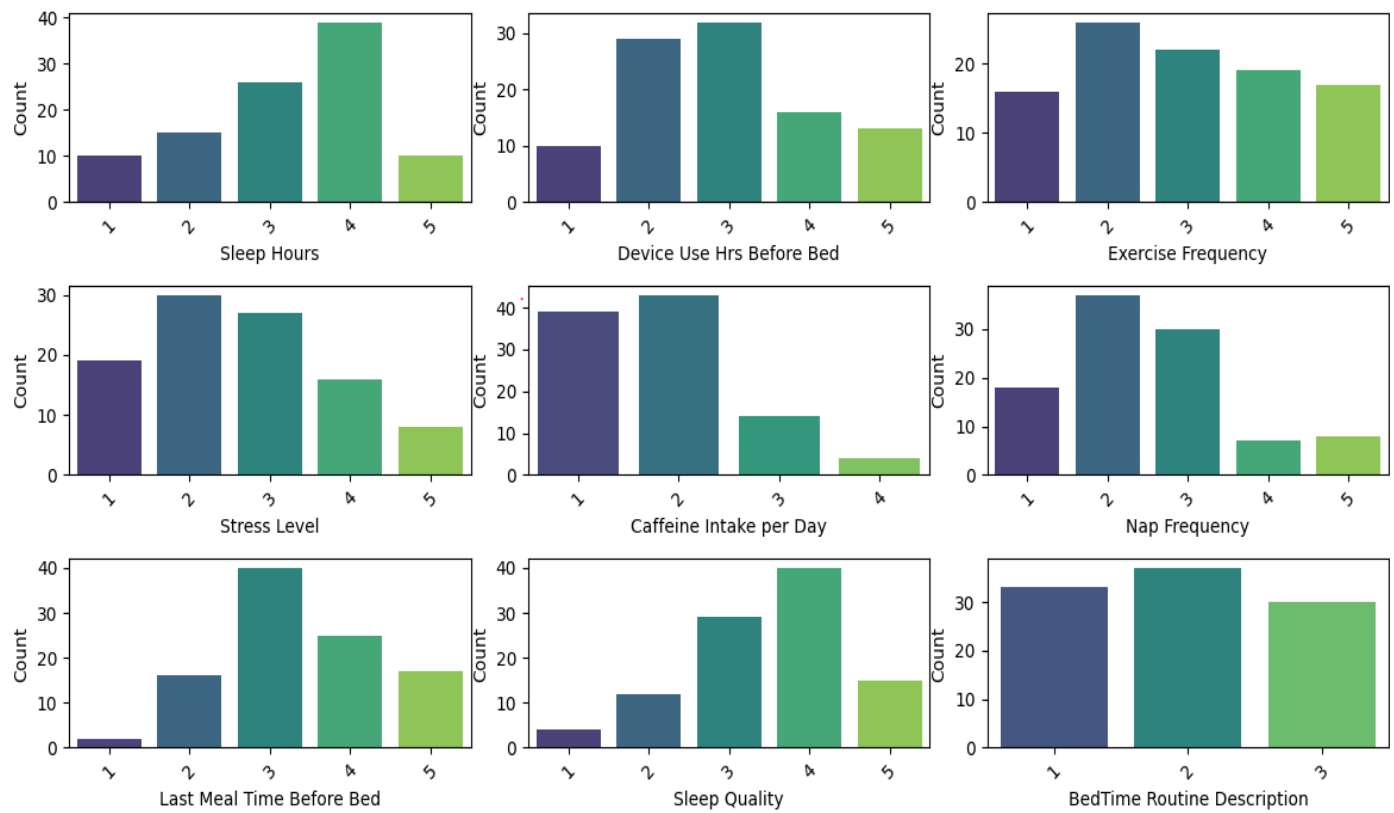 Count
40
30
20
10
0
1 2 3 4 5
Sleep Hours
Count
30
20
10
0
1 2 3 4 5
Device Use Hrs Before Bed
Count
20
10
0
1 2 3 4 5
Exercise Frequency
Count
30
20
10
0
1 2 3 4 5
Stress Level
Count
40
30
20
10
0
1 2 3 4
Caffeine Intake per Day
Count
30
20
10
0
1 2 3 4 5
Nap Frequency
Count
40
30
20
10
0
1 2 3 4 5
Last Meal Time Before Bed
Count
40
30
20
10
0
1 2 3 4 5
Sleep Quality
Count
30
20
10
0
1 2 3
BedTime Routine Description